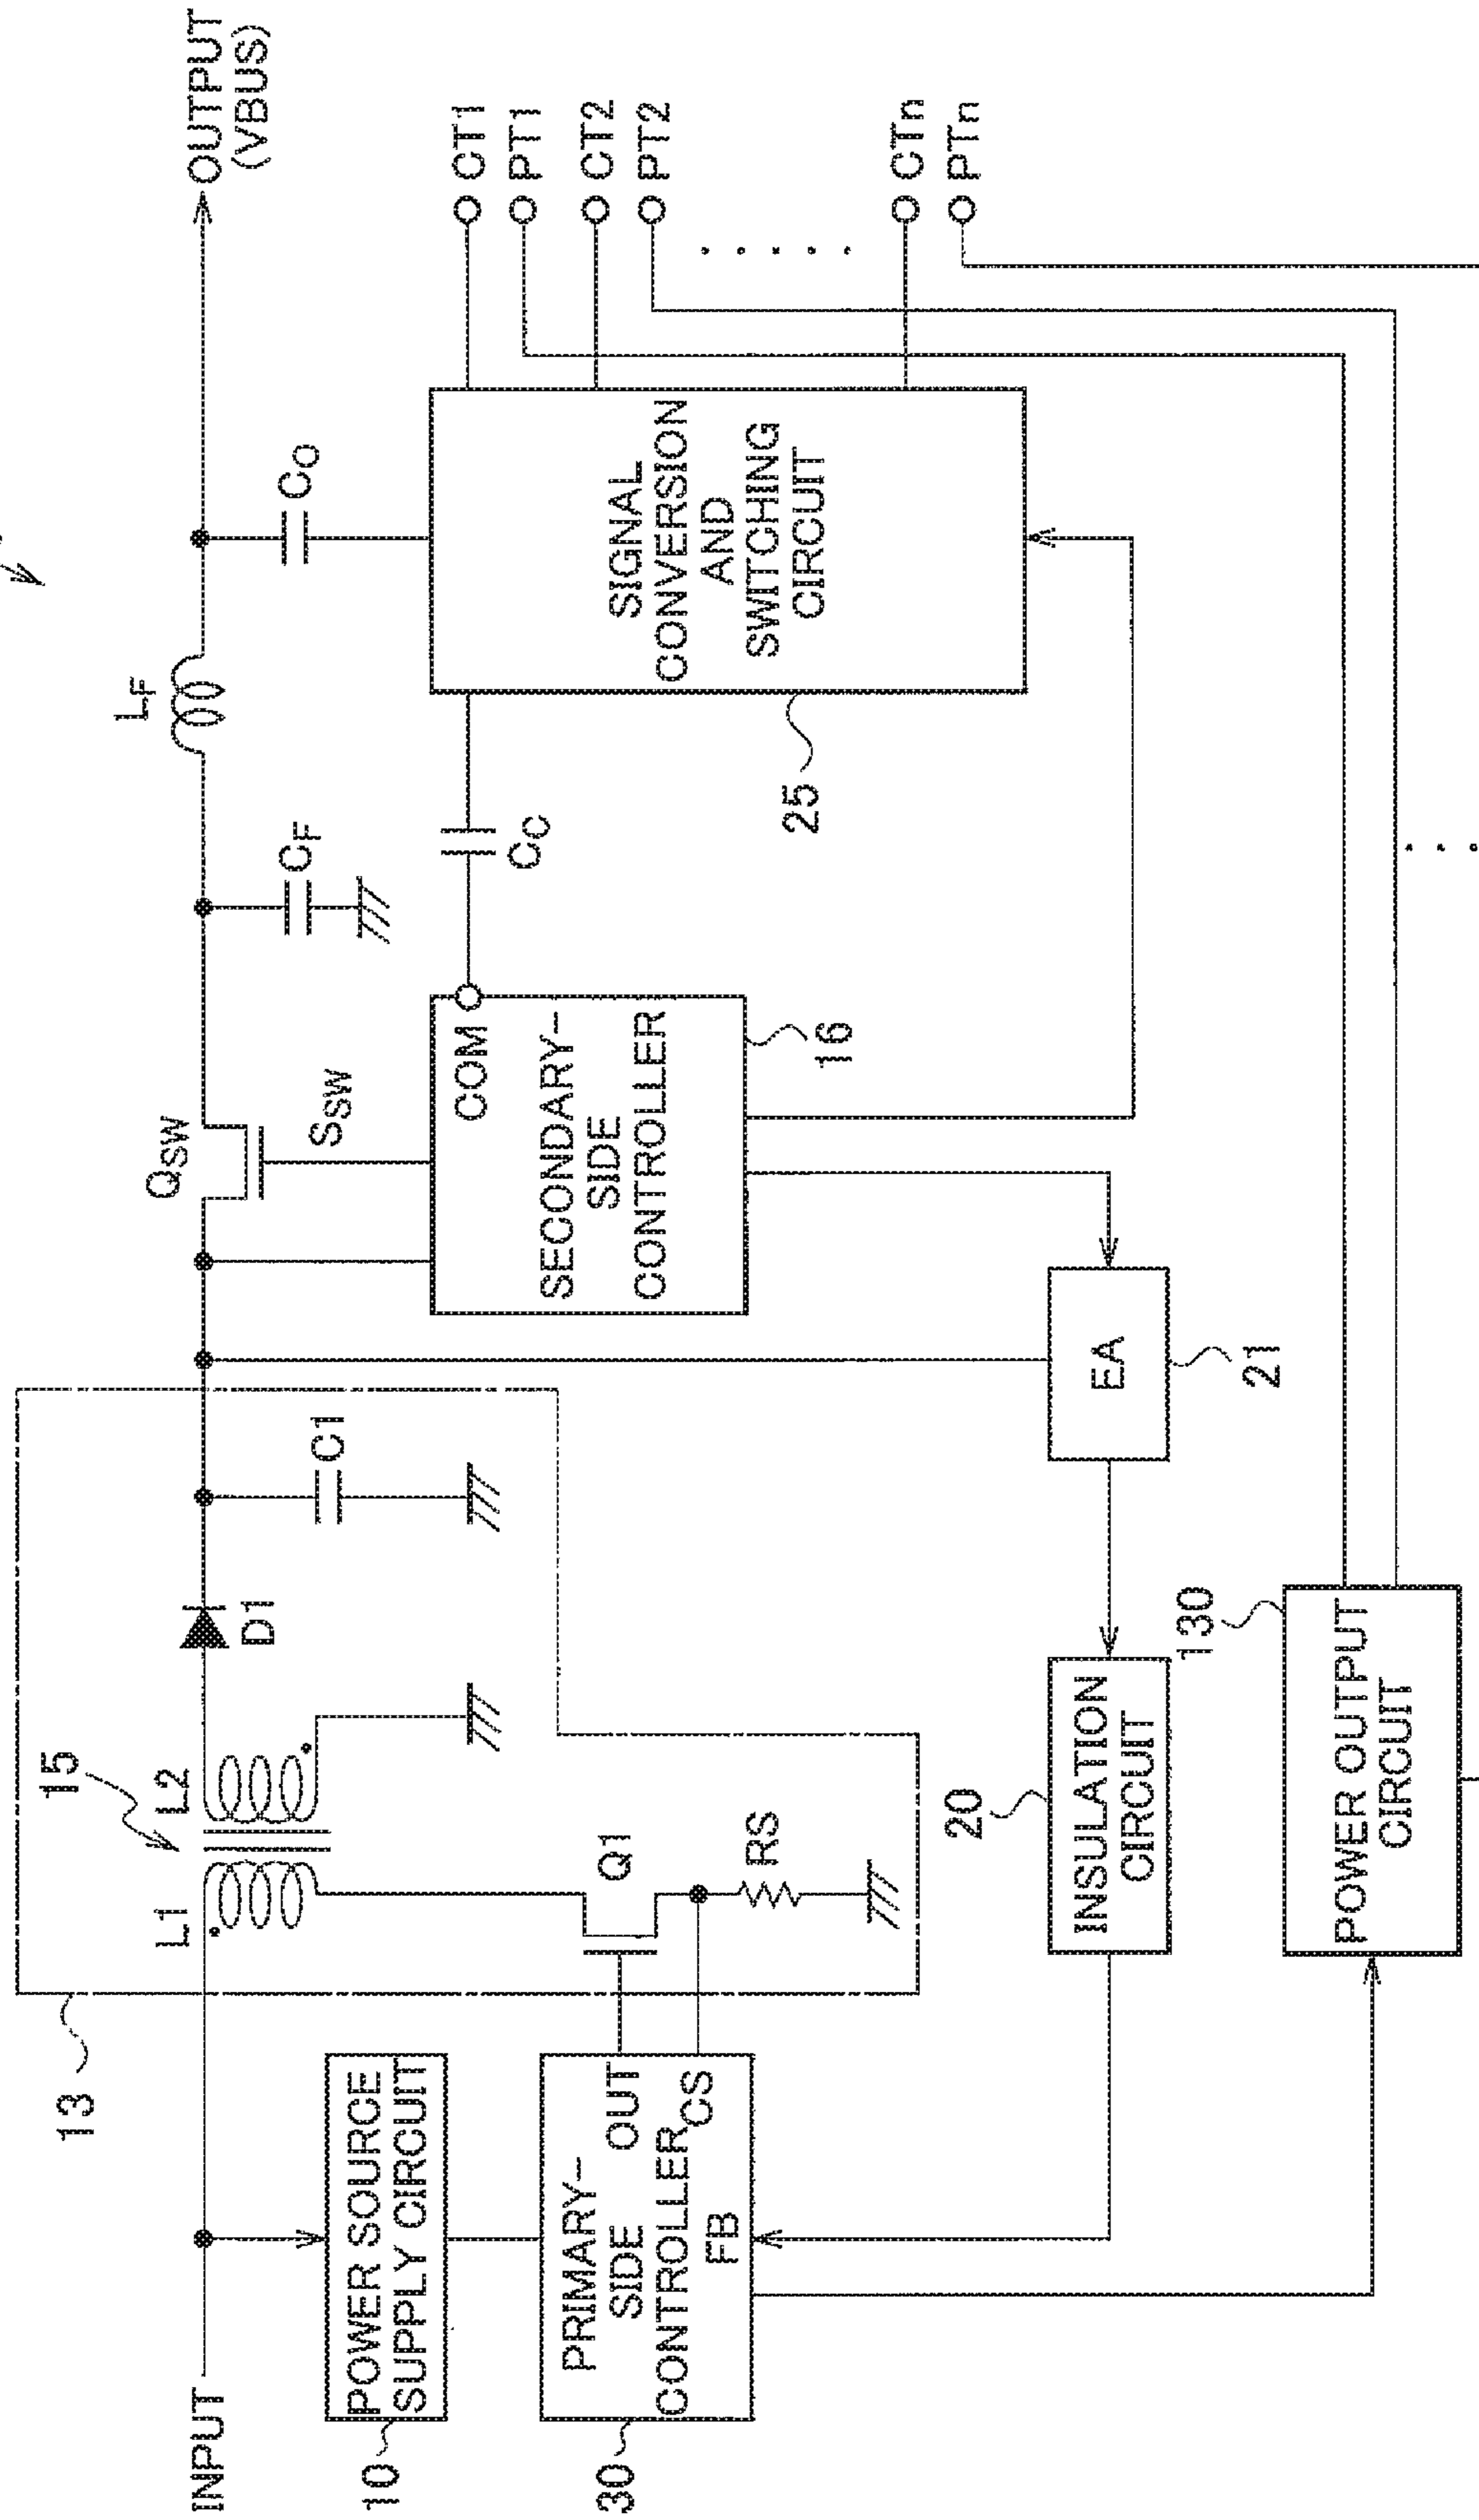 OUTPUT
(VBUS)
LF
QSW
SSW
CF
CO
CC
15
L1
L2
D1
C1
13
Q1
RS
INPUT
10
POWER SOURCE
SUPPLY CIRCUIT
30
PRIMARY-
SIDE
CONTROLLER
OUT
CS
FB
COM
SECONDARY-
SIDE
CONTROLLER
16
SIGNAL
CONVERSION
AND
SWITCHING
CIRCUIT
25
CT1
PT1
CT2
PT2
CTn
PTn
EA
21
20
INSULATION
CIRCUIT
130
POWER OUTPUT
CIRCUIT